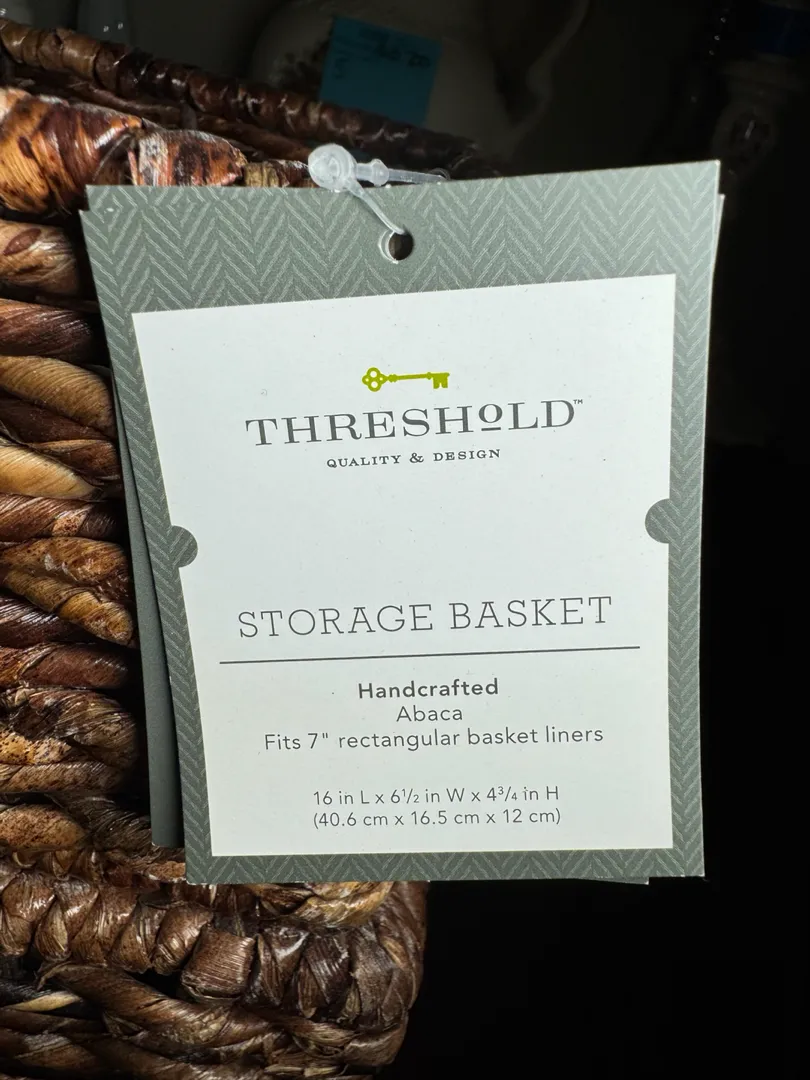 THRESHOLD™
QUALITY & DESIGN
STORAGE BASKET
Handcrafted
Abaca
Fits 7" rectangular basket liners
16 in L x 6½ in W x 4¾ in H
(40.6 cm x 16.5 cm x 12 cm)